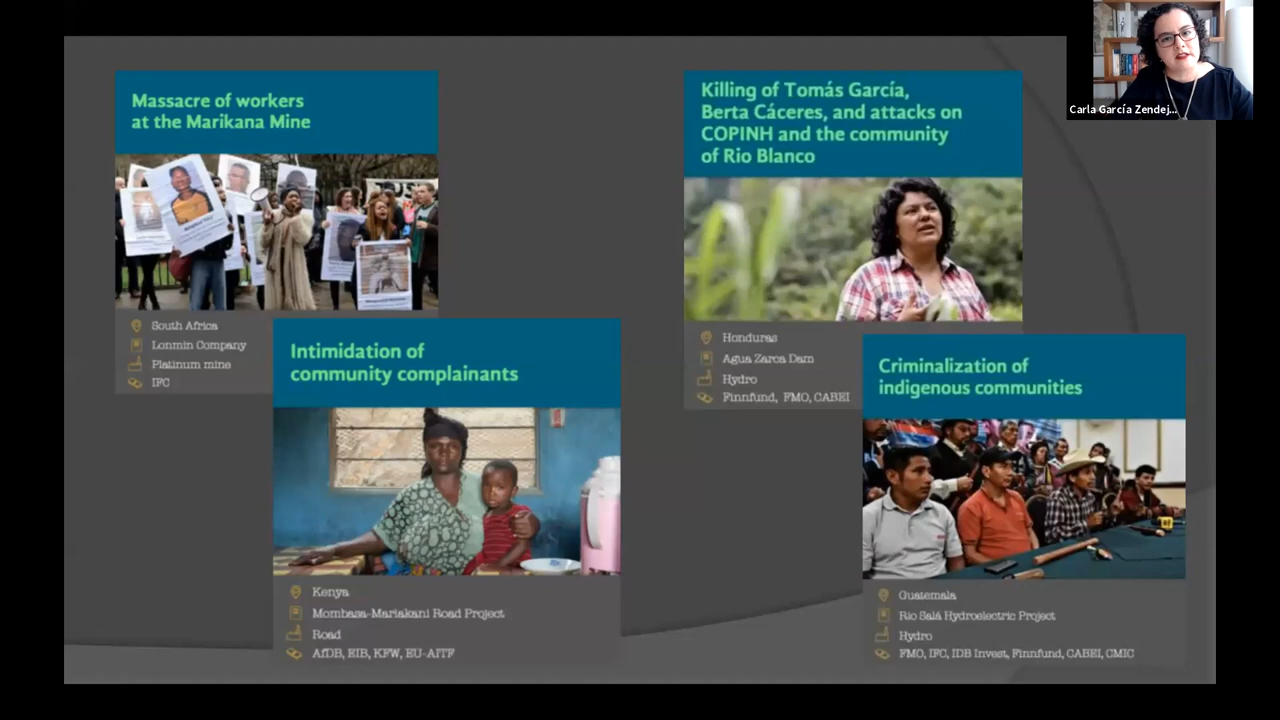 Massacre of workers
at the Marikana Mine
South Africa
Lonmin Company
Platinum mine
IFC
Intimidation of
community complainants
Kenya
Mombasa-Mariakani Road Project
Road
AfDB, EIB, KFW, EU-AITF
Killing of Tomás García,
Berta Cáceres, and attacks on
COPINH and the community
of Rio Blanco
Honduras
Agua Zarca Dam
Hydro
Finnfund, FMO, CABEI
Criminalization of
indigenous communities
Guatemala
Rio Salá Hydroelectric Project
Hydro
FMO, IFC, IDB Invest, Finnfund, CABEI, CMIC
Carla García Zendej...